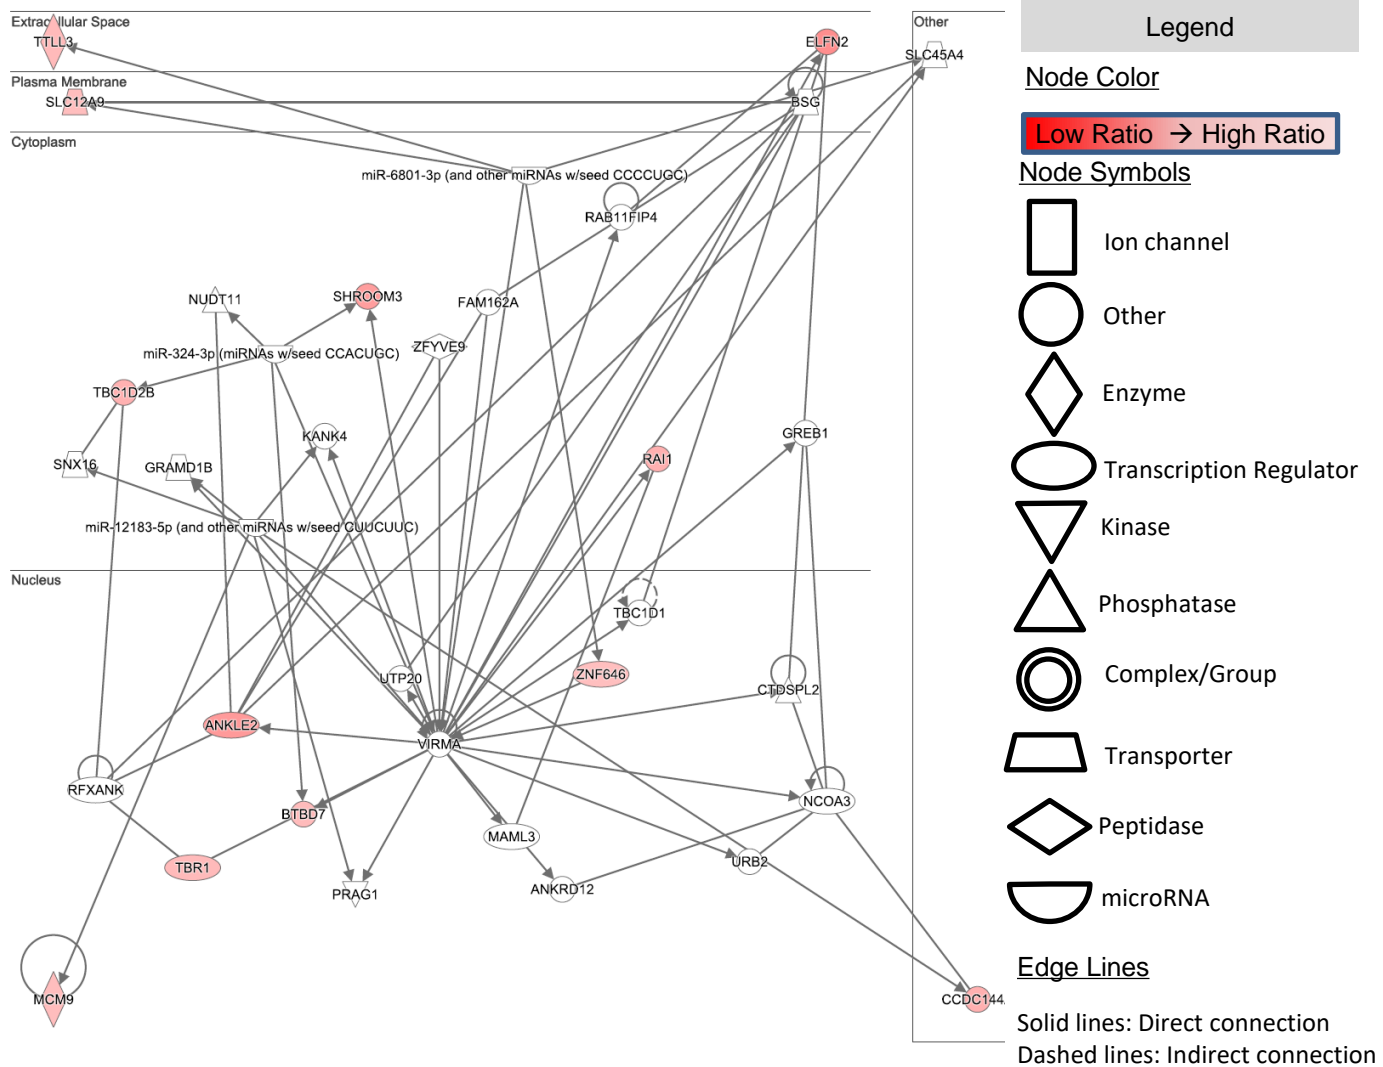 Extracellular Space
TTLL3
ELFN2
Other
SLC45A4
Plasma Membrane
SLC12A9
BSG
Cytoplasm
miR-6801-3p (and other miRNAs w/seed CCCCUGC)
RAB11FIP4
NUDT11
SHROOM3
FAM162A
miR-324-3p (miRNAs w/seed CCACUGC)
ZFYVE9
TBC1D2B
KANK4
GREB1
SNX16
GRAMD1B
RAI1
miR-12183-5p (and other miRNAs w/seed CUUCUUC)
Nucleus
TBC1D1
UTP20
ZNF646
CTDSPL2
ANKLE2
VIRMA
RFXANK
BTBD7
NCOA3
MAML3
TBR1
URB2
PRAG1
ANKRD12
MCM9
CCDC144
Legend
Node Color
Low Ratio → High Ratio
Node Symbols
Ion channel
Other
Enzyme
Transcription Regulator
Kinase
Phosphatase
Complex/Group
Transporter
Peptidase
microRNA
Edge Lines
Solid lines: Direct connection
Dashed lines: Indirect connection